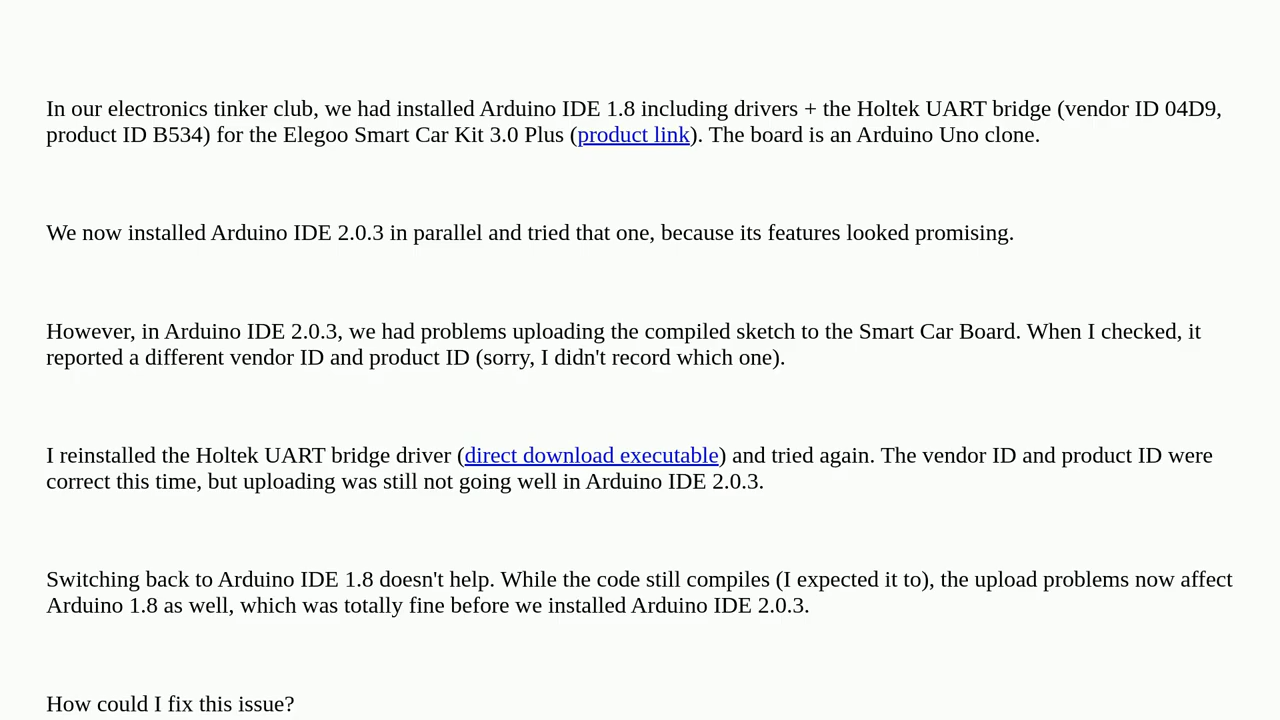 In our electronics tinker club, we had installed Arduino IDE 1.8 including drivers + the Holtek UART bridge (vendor ID 04D9,
product ID B534) for the Elegoo Smart Car Kit 3.0 Plus (product link). The board is an Arduino Uno clone.
We now installed Arduino IDE 2.0.3 in parallel and tried that one, because its features looked promising.
However, in Arduino IDE 2.0.3, we had problems uploading the compiled sketch to the Smart Car Board. When I checked, it
reported a different vendor ID and product ID (sorry, I didn't record which one).
I reinstalled the Holtek UART bridge driver (direct download executable) and tried again. The vendor ID and product ID were
correct this time, but uploading was still not going well in Arduino IDE 2.0.3.
Switching back to Arduino IDE 1.8 doesn't help. While the code still compiles (I expected it to), the upload problems now affect
Arduino 1.8 as well, which was totally fine before we installed Arduino IDE 2.0.3.
How could I fix this issue?